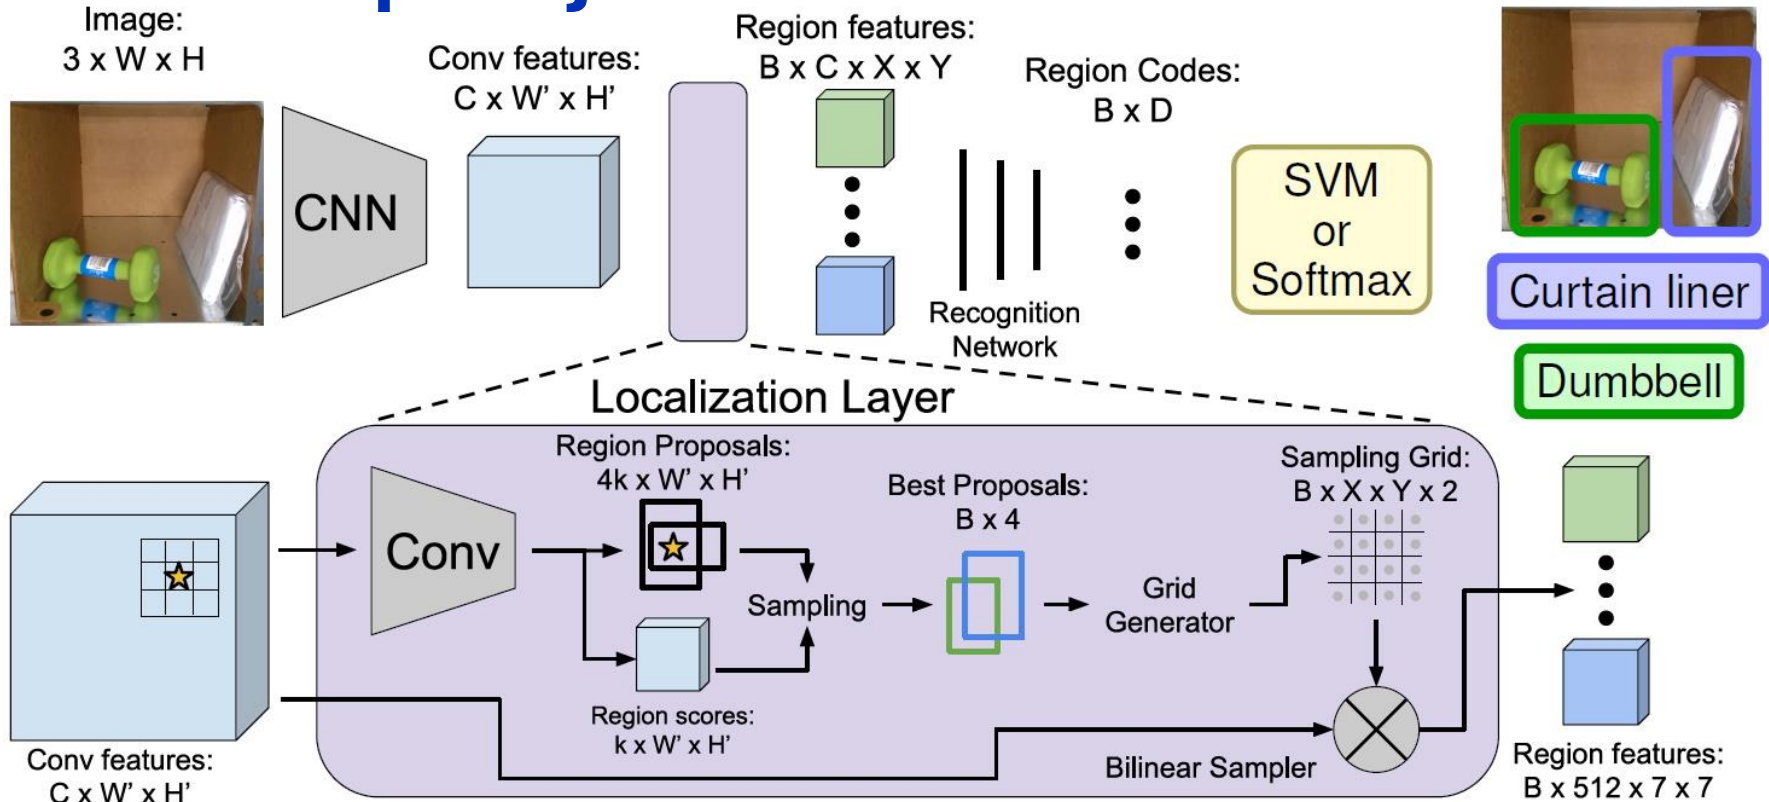 Image:
3 x W x H
Conv features:
C x W' x H'
Region features:
B x C x X x Y
Region Codes:
B x D
CNN
SVM
or
Softmax
Recognition
Network
Curtain liner
Dumbbell
Localization Layer
Region Proposals:
4k x W' x H'
Best Proposals:
B x 4
Sampling Grid:
B x X x Y x 2
Conv
Sampling
Grid
Generator
Region scores:
k x W' x H'
Bilinear Sampler
Conv features:
C x W' x H'
Region features:
B x 512 x 7 x 7